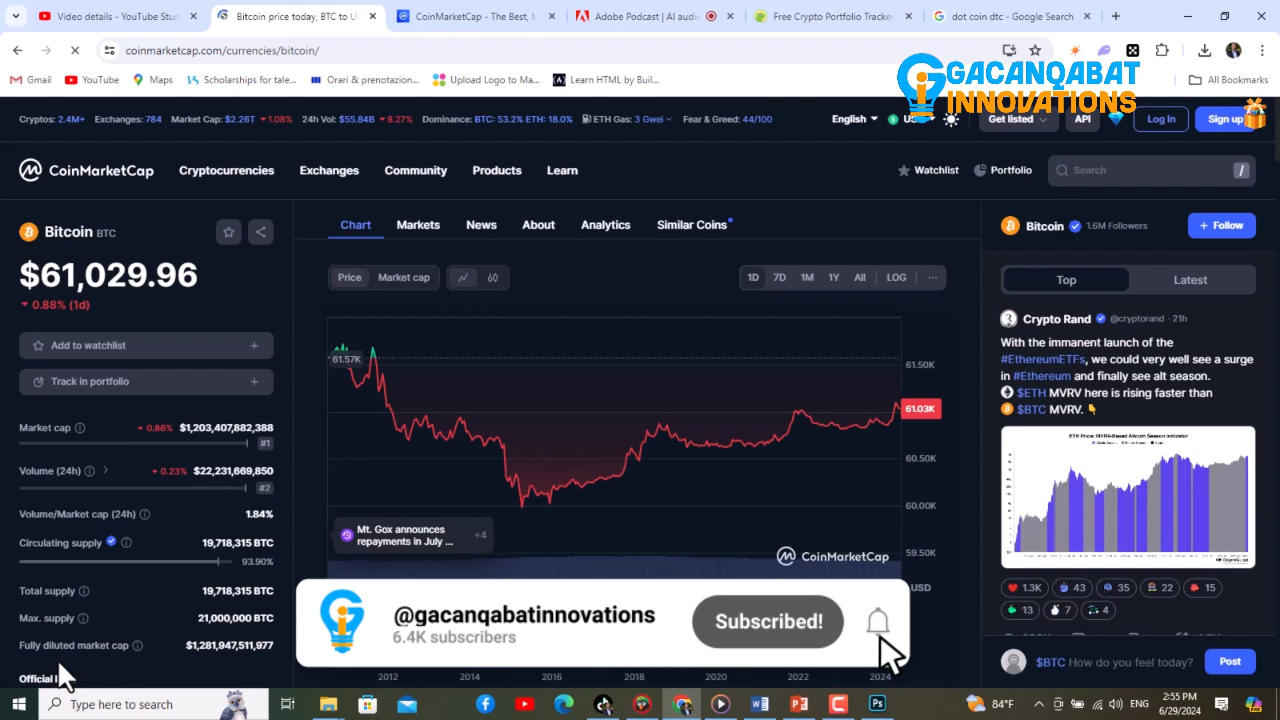 Video details - YouTube Studi
Bitcoin price today, BTC to U
CoinMarketCap - The Best, N
Adobe Podcast | AI audi
Free Crypto Portfolio Tracker
dot coin dtc - Google Search
coinmarketcap.com/currencies/bitcoin/
Gmail
YouTube
Maps
Scholarships for tale...
Orari & prenotazion...
Upload Logo to Ma...
Learn HTML by Buil...
All Bookmarks
GACANQABAT
INNOVATIONS
Cryptos: 2.4M+ Exchanges: 784 Market Cap: $2.26T 1.08% 24h Vol: $55.84B 8.27% Dominance: BTC: 53.2% ETH: 18.0% ETH Gas: 3 Gwei Fear & Greed: 44/100
English
Get listed
API
Log In
Sign up
CoinMarketCap
Cryptocurrencies
Exchanges
Community
Products
Learn
Watchlist
Portfolio
Search
/
Bitcoin BTC
$61,029.96
0.88% (1d)
Add to watchlist +
Track in portfolio +
Market cap 0.86% $1,203,407,882,388
#1
Volume (24h) 0.23% $22,231,669,850
#2
Volume/Market cap (24h) 1.84%
Circulating supply 19,718,315 BTC
93.90%
Total supply 19,718,315 BTC
Max. supply 21,000,000 BTC
Fully diluted market cap $1,281,947,511,977
Official l
Chart
Markets
News
About
Analytics
Similar Coins
Price
Market cap
1D 7D 1M 1Y All LOG ...
61.57K
61.50K
61.03K
60.50K
60.00K
59.50K
USD
Mt. Gox announces
repayments in July ...
+4
CoinMarketCap
2012 2014 2016 2018 2020 2022 2024
@gacanqabatinnovations
6.4K subscribers
Subscribed!
Bitcoin 1.6M Followers
+ Follow
Top
Latest
Crypto Rand @cryptorand · 21h
With the immanent launch of the
#EthereumETFs, we could very well see a surge
in #Ethereum and finally see alt season.
$ETH MVRV here is rising faster than
$BTC MVRV.
ETH Price: MVRV-Based Altcoin Season Indicator
1.3K 43 35 22 15
13 7 4
$BTC How do you feel today?
Post
Type here to search
84°F
ENG
2:55 PM
6/29/2024